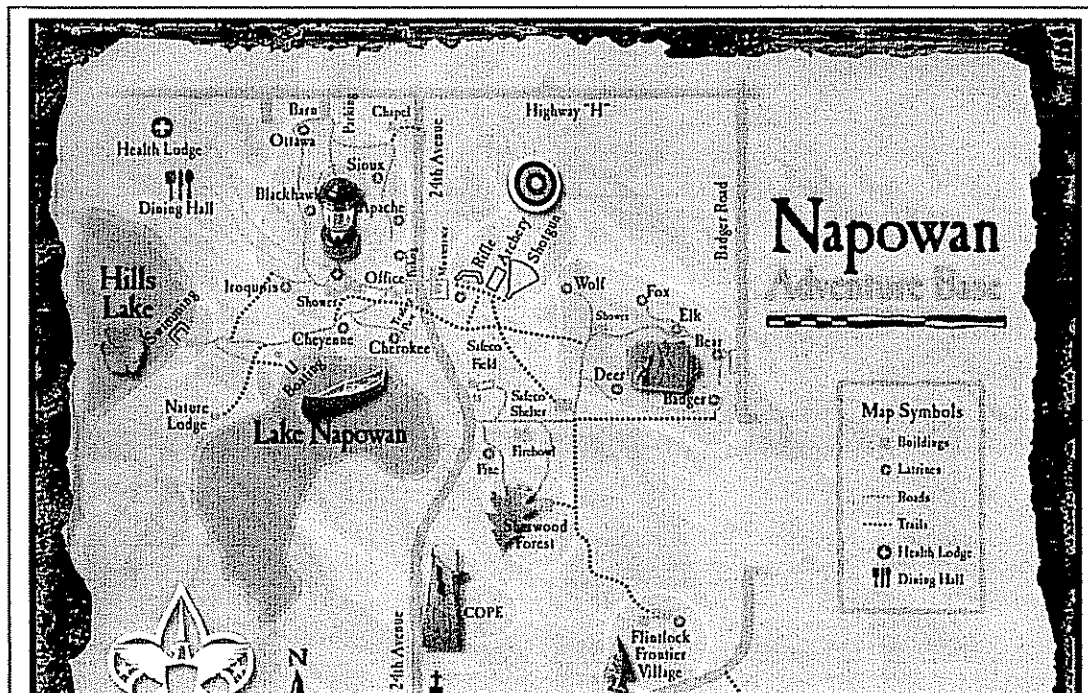 Highway "H"
Barn
Parking
Chapel
Ottawa
Health Lodge
Sioux
24th Avenue
Dining Hall
Blackhawk
Apache
Badger Road
Rifle
Archery
Shotgun
Napowan
Hills
Lake
Swimming
Iroquois
Office
Wolf
Fox
Showers
Shower
Elk
Cheyenne
Cherokee
Safeco
Field
Bear
Boating
Deer
Badger
Nature
Lodge
Safeco
Shelter
Lake Napowan
Pine
Firebowl
Sherwood
Forest
COPE
24th Avenue
Flintlock
Frontier
Village
N
Map Symbols
Buildings
Latrines
Roads
Trails
Health Lodge
Dining Hall